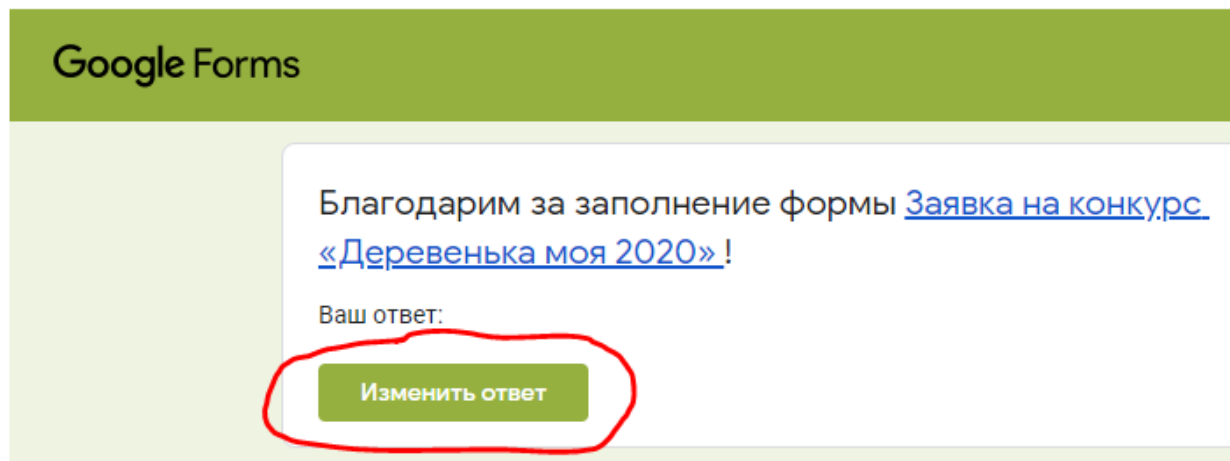 Google Forms
Благодарим за заполнение формы Заявка на конкурс
«Деревенька моя 2020» !
Ваш ответ:
Изменить ответ